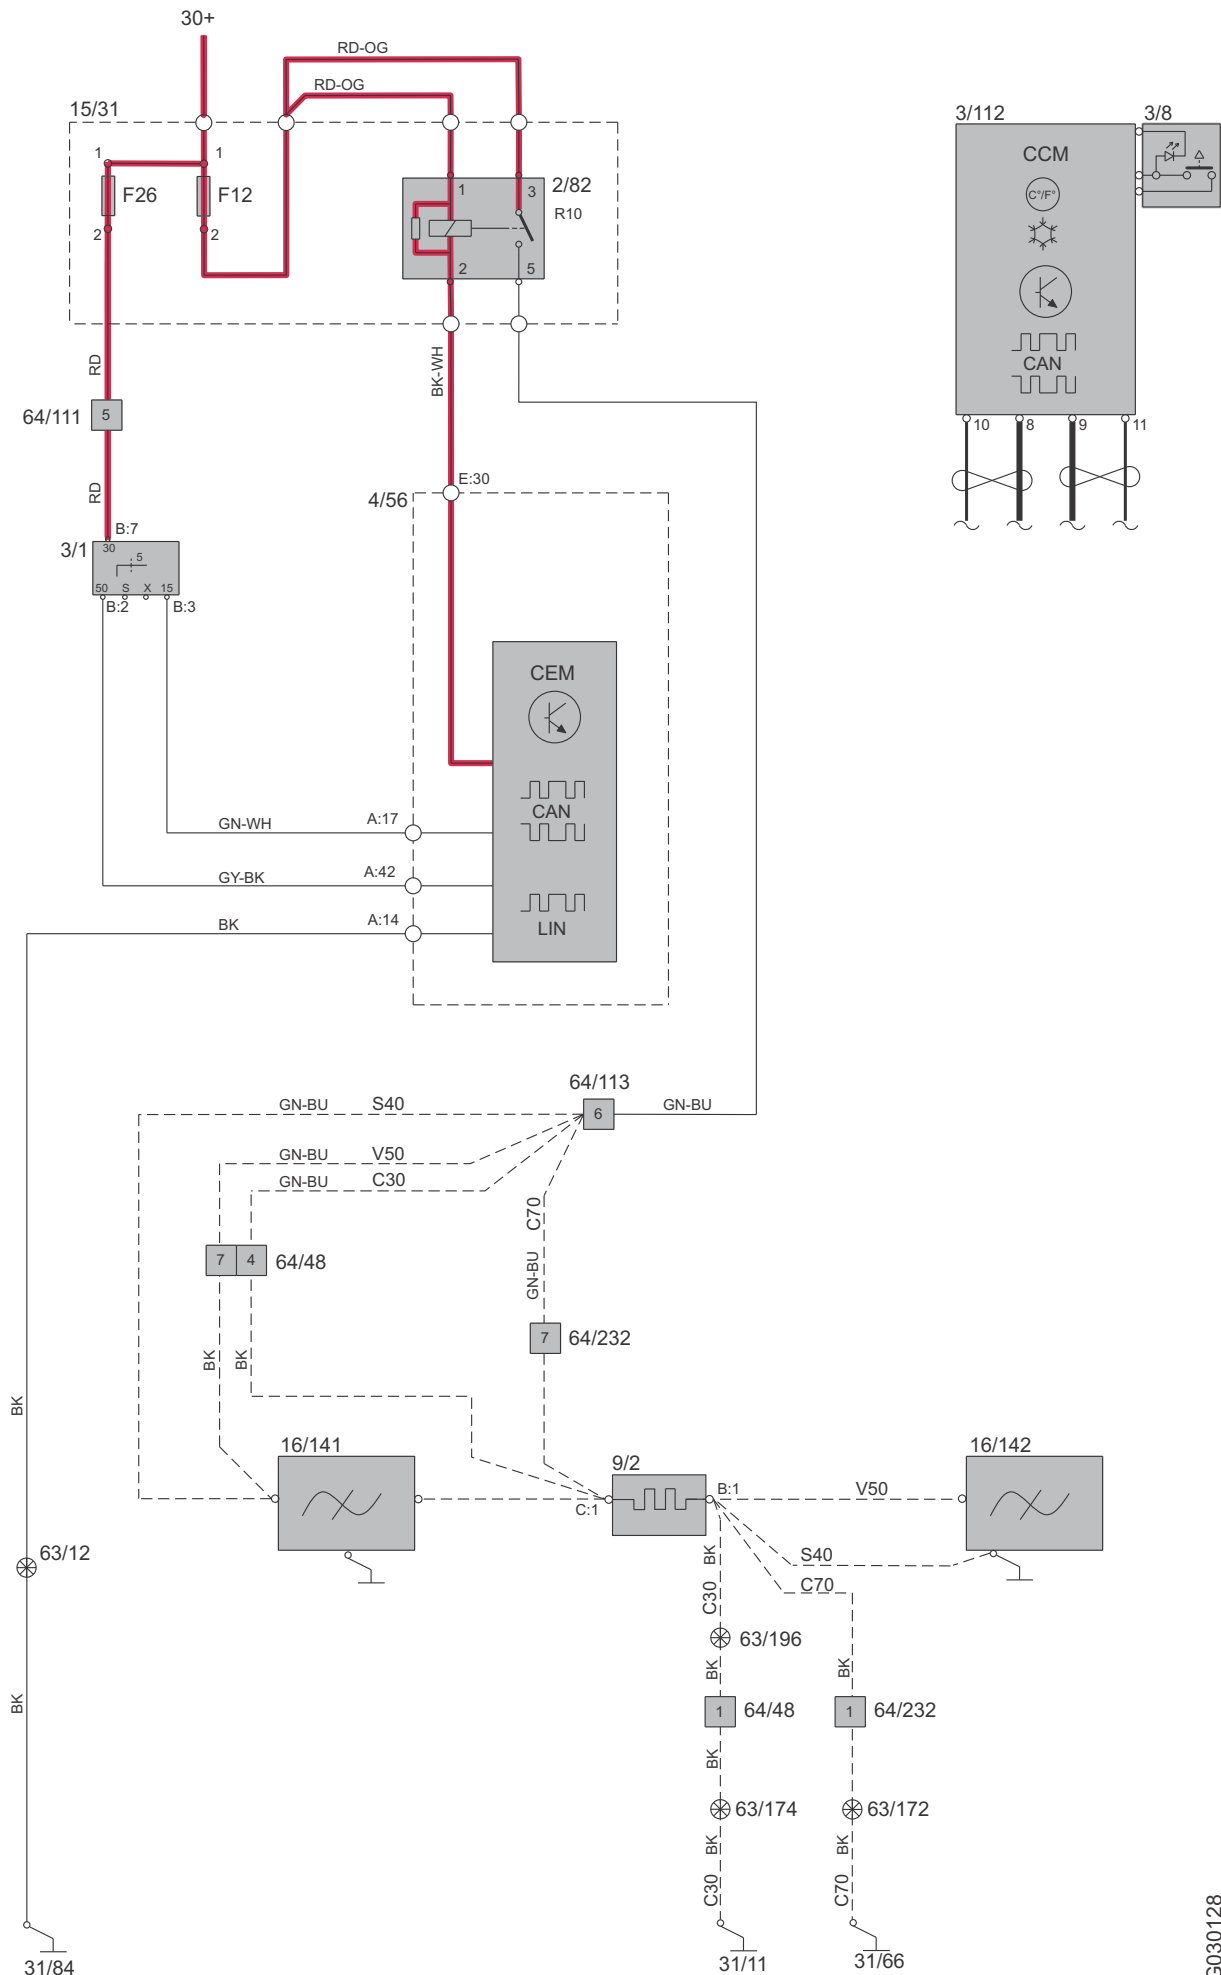 30+
RD-OG
RD-OG
15/31
3/112
3/8
1
1
CCM
F26
F12
1
3
2/82
C°/F°
R10
2
2
2
5
CAN
RD
BK-WH
64/111
5
10
8
9
11
RD
E:30
4/56
B:7
3/1
30
5
50
S
X
15
B:2
B:3
CEM
CAN
GN-WH
A:17
GY-BK
A:42
LIN
BK
A:14
64/113
GN-BU
S40
6
GN-BU
GN-BU
V50
GN-BU
C30
C70
7
4
64/48
GN-BU
7
64/232
BK
BK
BK
16/141
9/2
16/142
C:1
B:1
V50
63/12
BK
S40
C30
C70
63/196
BK
BK
BK
1
64/48
1
64/232
BK
63/174
63/172
BK
BK
C30
C70
31/84
31/11
31/66
G030128